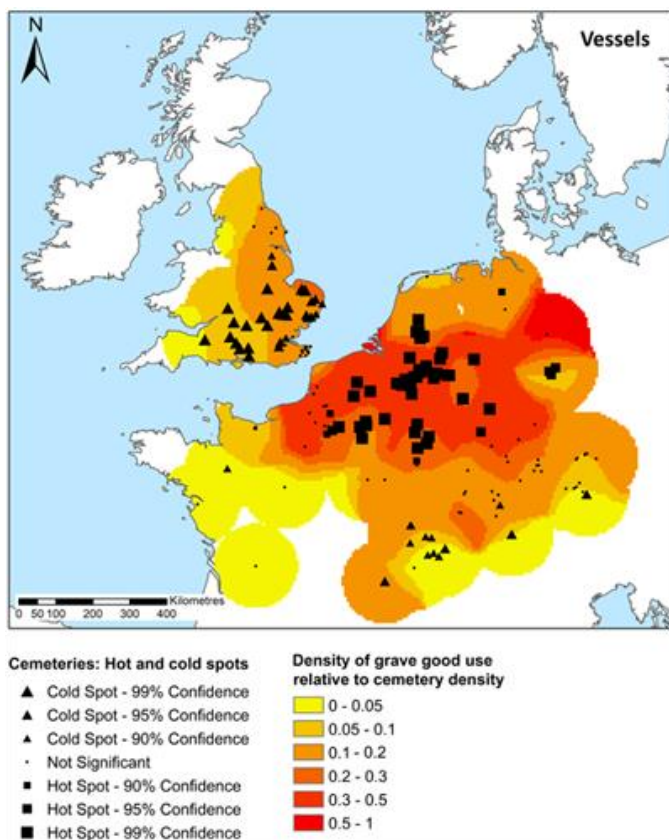 N
Vessels
Kilometres
0 50 100 200 300 400
Cemeteries: Hot and cold spots
Cold Spot - 99% Confidence
Cold Spot - 95% Confidence
Cold Spot - 90% Confidence
Not Significant
Hot Spot - 90% Confidence
Hot Spot - 95% Confidence
Hot Spot - 99% Confidence
Density of grave good use
relative to cemetery density
0 - 0.05
0.05 - 0.1
0.1 - 0.2
0.2 - 0.3
0.3 - 0.5
0.5 - 1